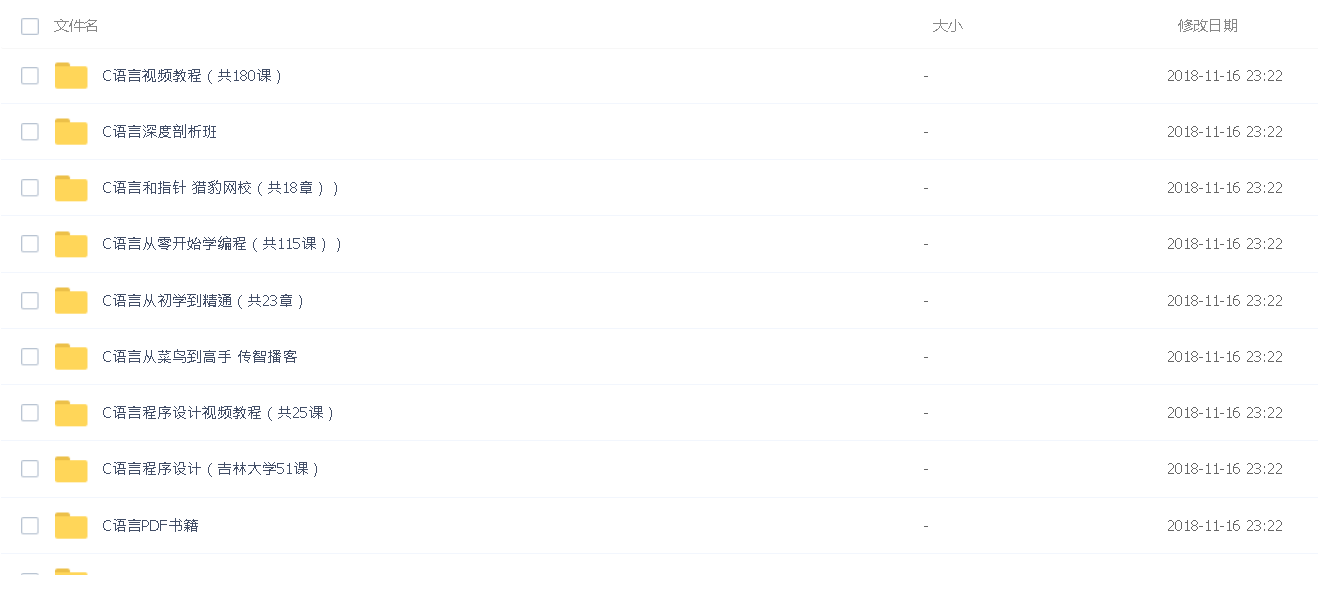 文件名 大小 修改日期
C语言视频教程（共180课） - 2018-11-16 23:22
C语言深度剖析班 - 2018-11-16 23:22
C语言和指针 猎豹网校（共18章）） - 2018-11-16 23:22
C语言从零开始学编程（共115课）） - 2018-11-16 23:22
C语言从初学到精通（共23章） - 2018-11-16 23:22
C语言从菜鸟到高手 传智播客 - 2018-11-16 23:22
C语言程序设计视频教程（共25课） - 2018-11-16 23:22
C语言程序设计（吉林大学51课） - 2018-11-16 23:22
C语言PDF书籍 - 2018-11-16 23:22